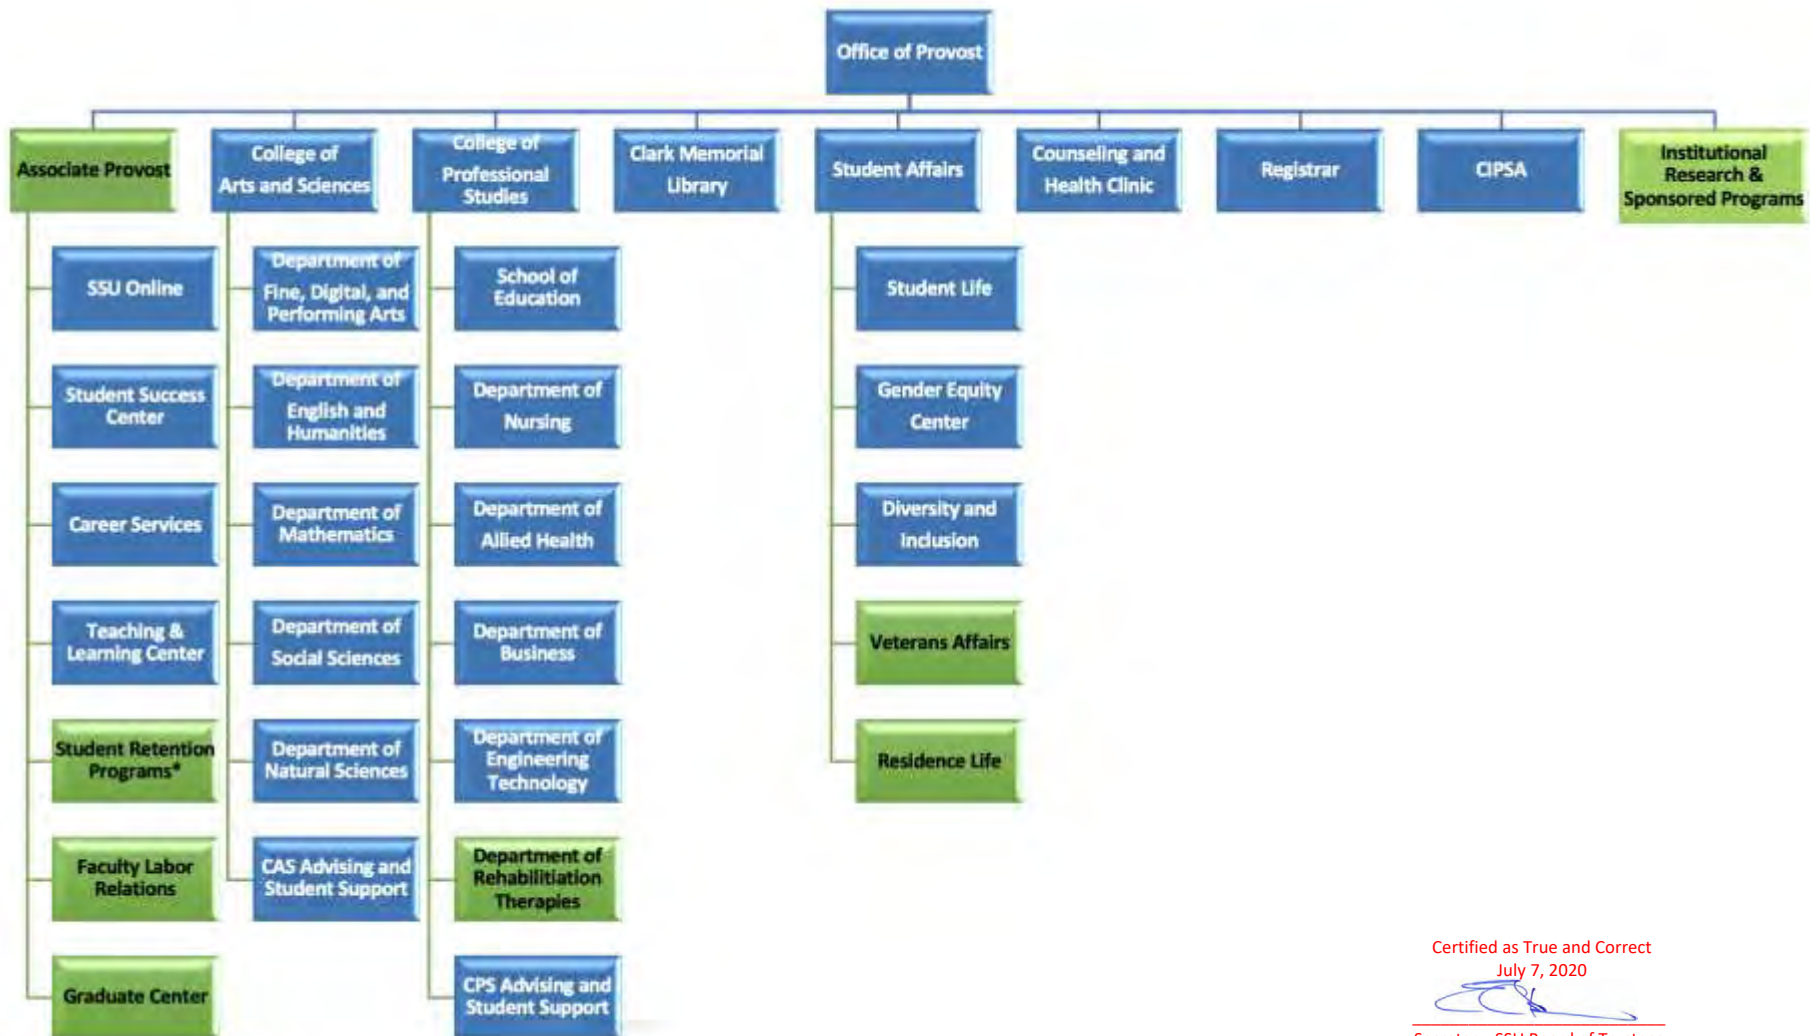 Office of Provost
Associate Provost
College of
Arts and Sciences
College of
Professional
Studies
Clark Memorial
Library
Student Affairs
Counseling and
Health Clinic
Registrar
CIPSA
Institutional
Research &
Sponsored Programs
SSU Online
Student Success
Center
Career Services
Teaching &
Learning Center
Student Retention
Programs*
Faculty Labor
Relations
Graduate Center
Department of
Fine, Digital, and
Performing Arts
Department of
English and
Humanities
Department of
Mathematics
Department of
Social Sciences
Department of
Natural Sciences
CAS Advising and
Student Support
School of
Education
Department of
Nursing
Department of
Allied Health
Department of
Business
Department of
Engineering
Technology
Department of
Rehabilitiation
Therapies
CPS Advising and
Student Support
Student Life
Gender Equity
Center
Diversity and
Inclusion
Veterans Affairs
Residence Life
Certified as True and Correct
July 7, 2020